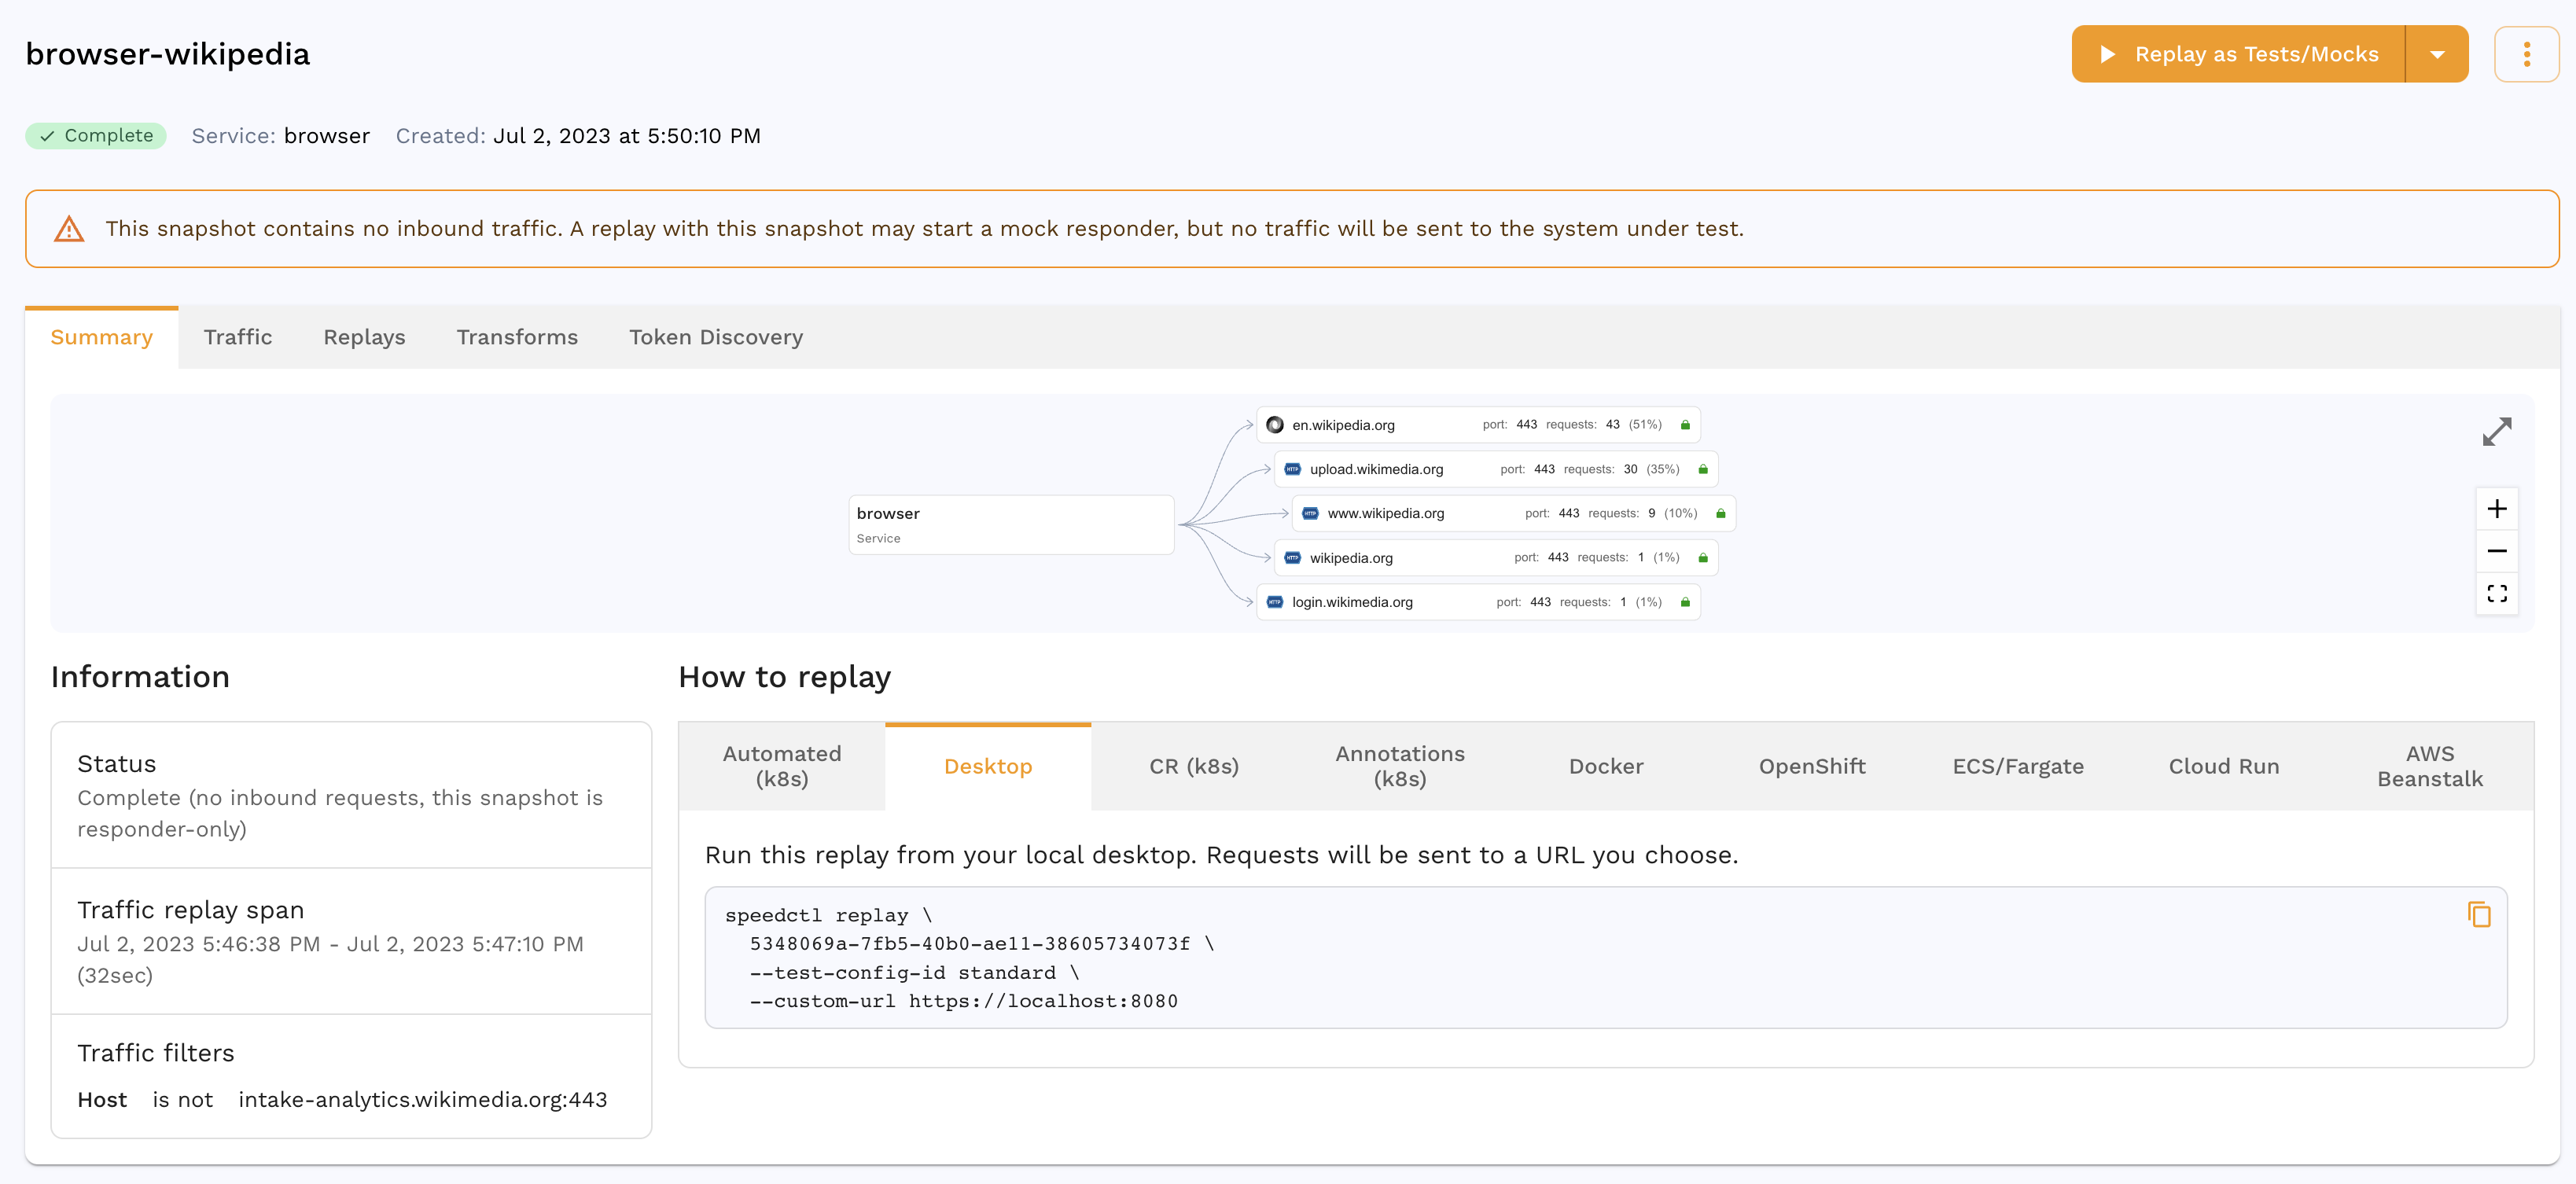 browser-wikipedia
Replay as Tests/Mocks
Complete Service: browser Created: Jul 2, 2023 at 5:50:10 PM
This snapshot contains no inbound traffic. A replay with this snapshot may start a mock responder, but no traffic will be sent to the system under test.
Summary Traffic Replays Transforms Token Discovery
browser
Service
en.wikipedia.org port: 443 requests: 43 (51%)
upload.wikimedia.org port: 443 requests: 30 (35%)
www.wikipedia.org port: 443 requests: 9 (10%)
wikipedia.org port: 443 requests: 1 (1%)
login.wikimedia.org port: 443 requests: 1 (1%)
Information
Status
Complete (no inbound requests, this snapshot is
responder-only)
Traffic replay span
Jul 2, 2023 5:46:38 PM - Jul 2, 2023 5:47:10 PM
(32sec)
Traffic filters
Host is not intake-analytics.wikimedia.org:443
How to replay
Automated
(k8s)
Desktop
CR (k8s)
Annotations
(k8s)
Docker
OpenShift
ECS/Fargate
Cloud Run
AWS
Beanstalk
Run this replay from your local desktop. Requests will be sent to a URL you choose.
speedctl replay \
5348069a-7fb5-40b0-ae11-38605734073f \
--test-config-id standard \
--custom-url https://localhost:8080